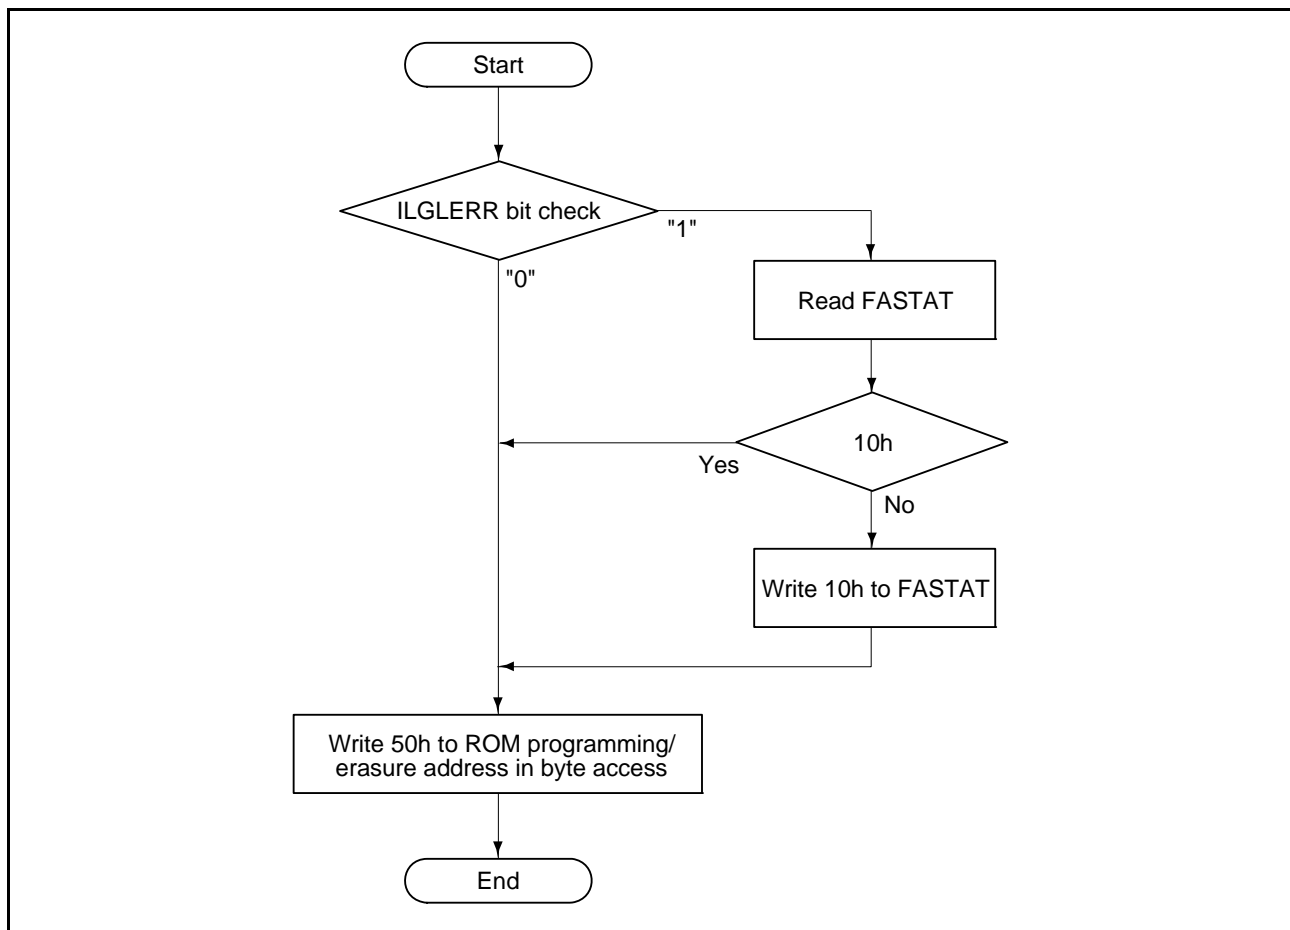 Start
ILGLERR bit check
"1"
"0"
Read FASTAT
10h
Yes
No
Write 10h to FASTAT
Write 50h to ROM programming/
erasure address in byte access
End